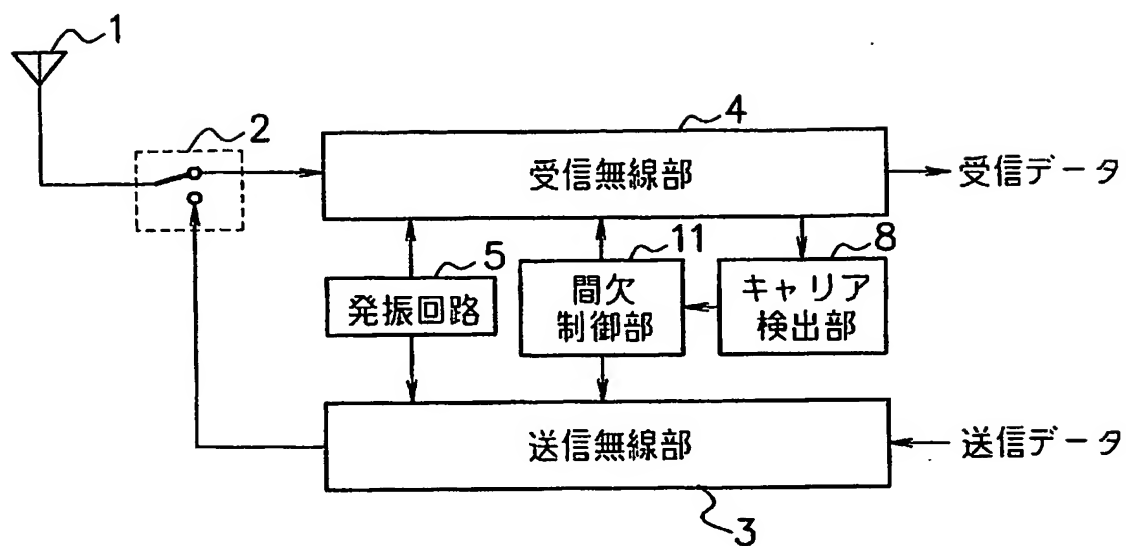 1
2
4
受信無線部
受信データ
5
発振回路
11
間欠
制御部
8
キャリア
検出部
送信無線部
送信データ
3